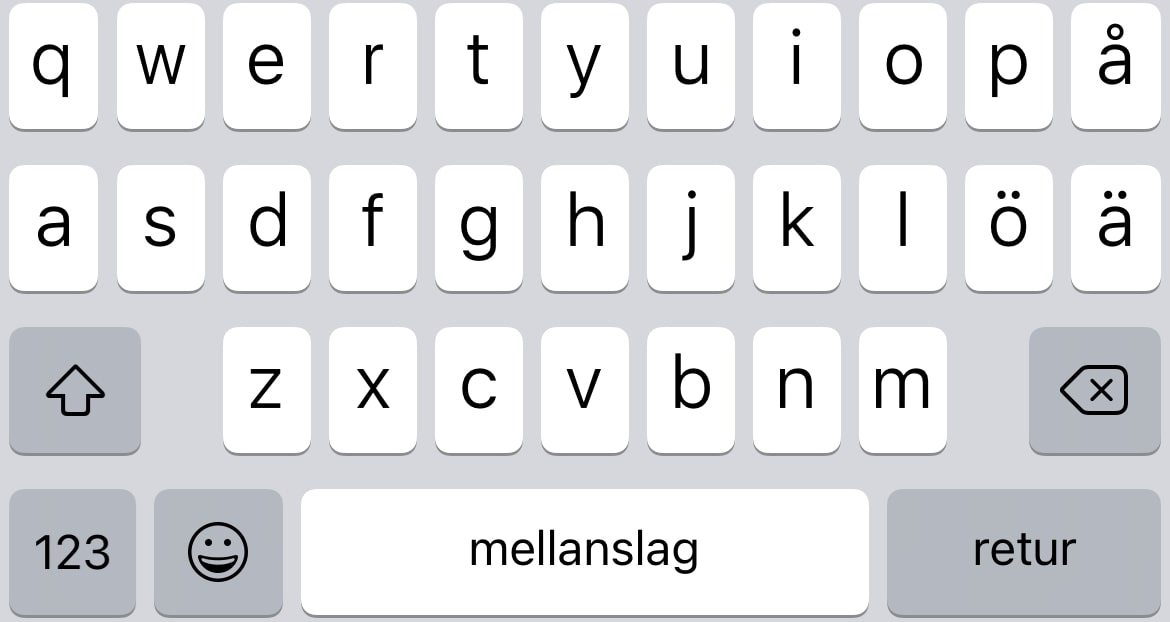 q w e r t y u i o p å
a s d f g h j k l ö ä
z x c v b n m
123 mellanslag retur